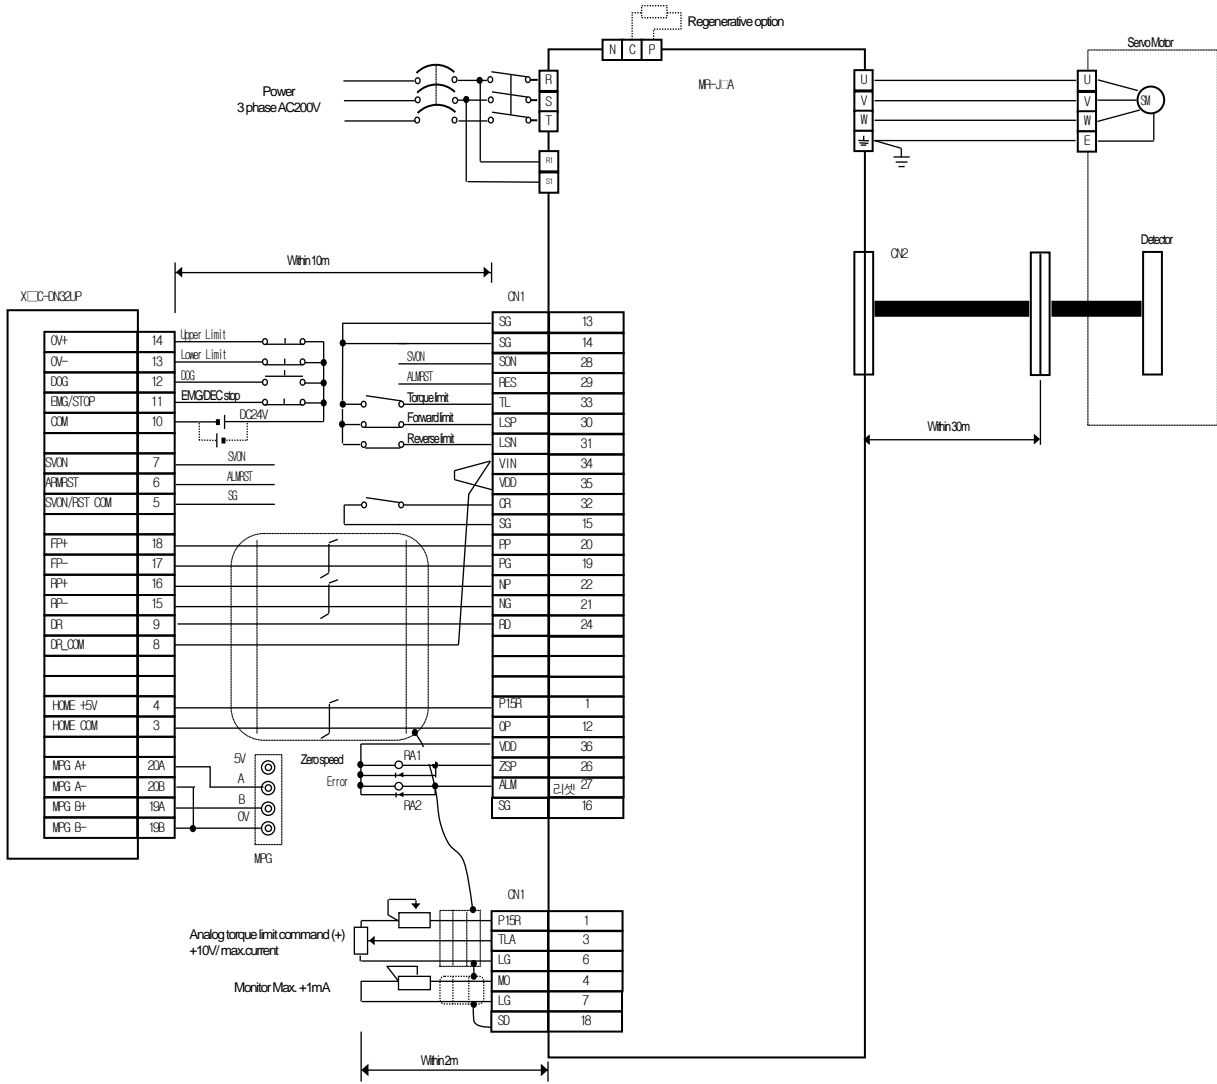 Regenerative option
N C P
Servo Motor
Power
3 phase AC200V
R
S
T
R1
S1
MR-J□A
U
V
W
U
V
W
E
SM
CN2
Detector
Within 10m
Within 30m
X□C-DN32UP
CN1
OV+ 14 Upper Limit
OV- 13 Lower Limit
DOG 12 DOG
EMG/STOP 11 EMG/DEC stop
COM 10 DC24V
SVON 7 SVON
ARMRST 6 ALMRST
SVON/RST COM 5 SG
FP+ 18
FP- 17
RP+ 16
RP- 15
DR 9
DR_COM 8
HOME +5V 4
HOME COM 3
MPG A+ 20A
MPG A- 20B
MPG B+ 19A
MPG B- 19B
5V
A
B
0V
MPG
SG 13
SG 14
SVON SON 28
ALMRST RES 29
Torque limit TL 33
Forward limit LSP 30
Reverse limit LSN 31
VIN 34
VDD 35
CR 32
SG 15
PP 20
PG 19
NP 22
NG 21
RD 24
P15R 1
OP 12
VDD 36
Zero speed RA1 ZSP 26
Error ALM 리셋 27
RA2 SG 16
CN1
P15R 1
Analog torque limit command (+)
+10V/ max.current
TLA 3
LG 6
MO 4
Monitor Max. +1mA
LG 7
SD 18
Within 2m